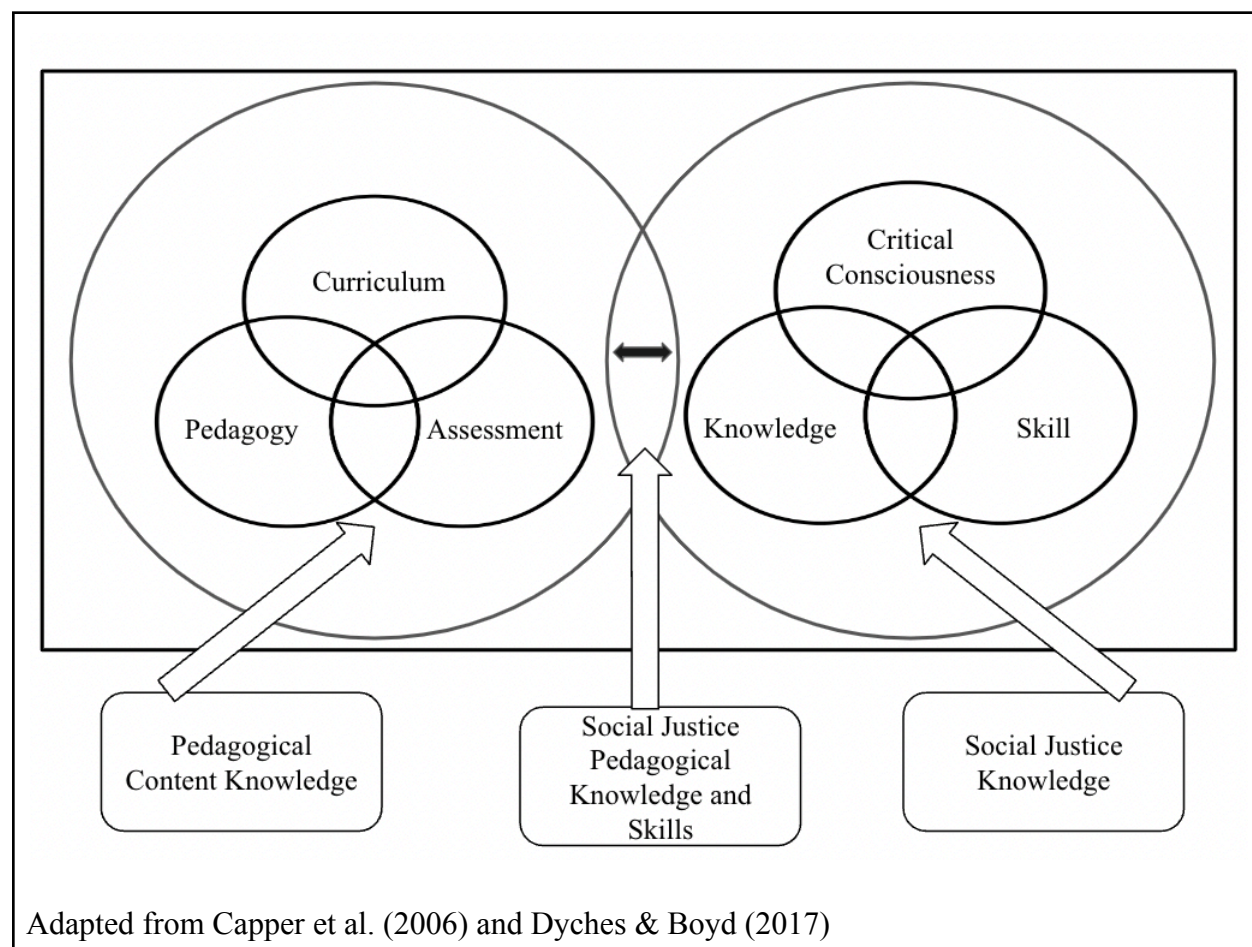 Curriculum
Pedagogy
Assessment
Critical
Consciousness
Knowledge
Skill
Pedagogical
Content Knowledge
Social Justice
Pedagogical
Knowledge and
Skills
Social Justice
Knowledge
Adapted from Capper et al. (2006) and Dyches & Boyd (2017)